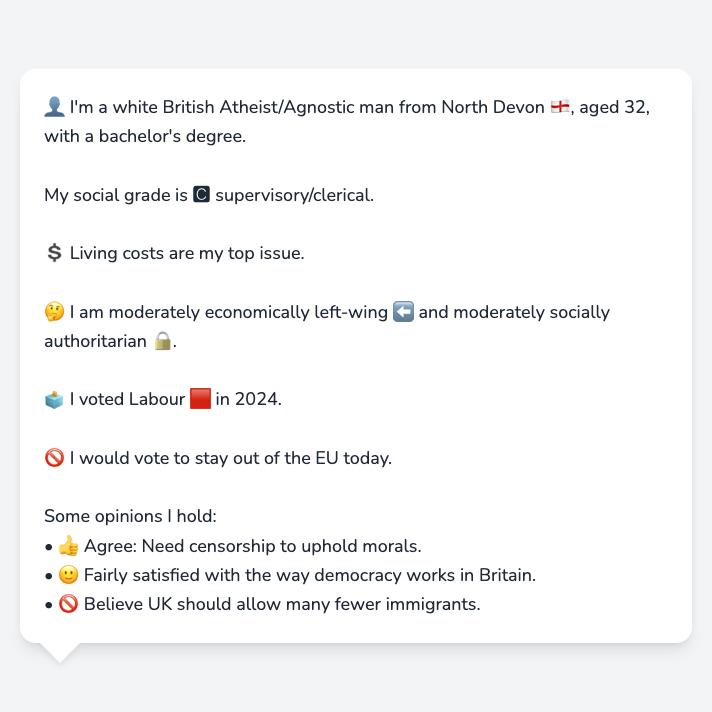 👤 I'm a white British Atheist/Agnostic man from North Devon 🏴󠁧󠁢󠁥󠁮󠁧󠁿, aged 32,
with a bachelor's degree.
My social grade is 🅲 supervisory/clerical.
💲 Living costs are my top issue.
🤔 I am moderately economically left-wing ⬅️ and moderately socially
authoritarian 🔒.
🗳️ I voted Labour 🟥 in 2024.
🚫 I would vote to stay out of the EU today.
Some opinions I hold:
• 👍 Agree: Need censorship to uphold morals.
• 🙂 Fairly satisfied with the way democracy works in Britain.
• 🚫 Believe UK should allow many fewer immigrants.